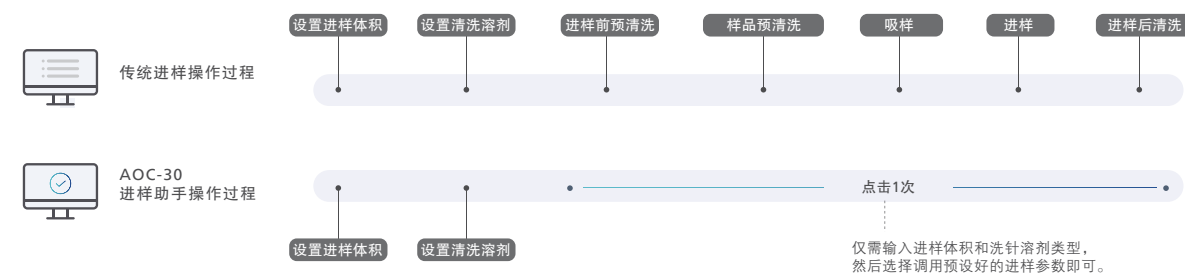 设置进样体积
设置清洗溶剂
进样前预清洗
样品预清洗
吸样
进样
进样后清洗
传统进样操作过程
AOC-30
进样助手操作过程
点击1次
设置进样体积
设置清洗溶剂
仅需输入进样体积和洗针溶剂类型，
然后选择调用预设好的进样参数即可。